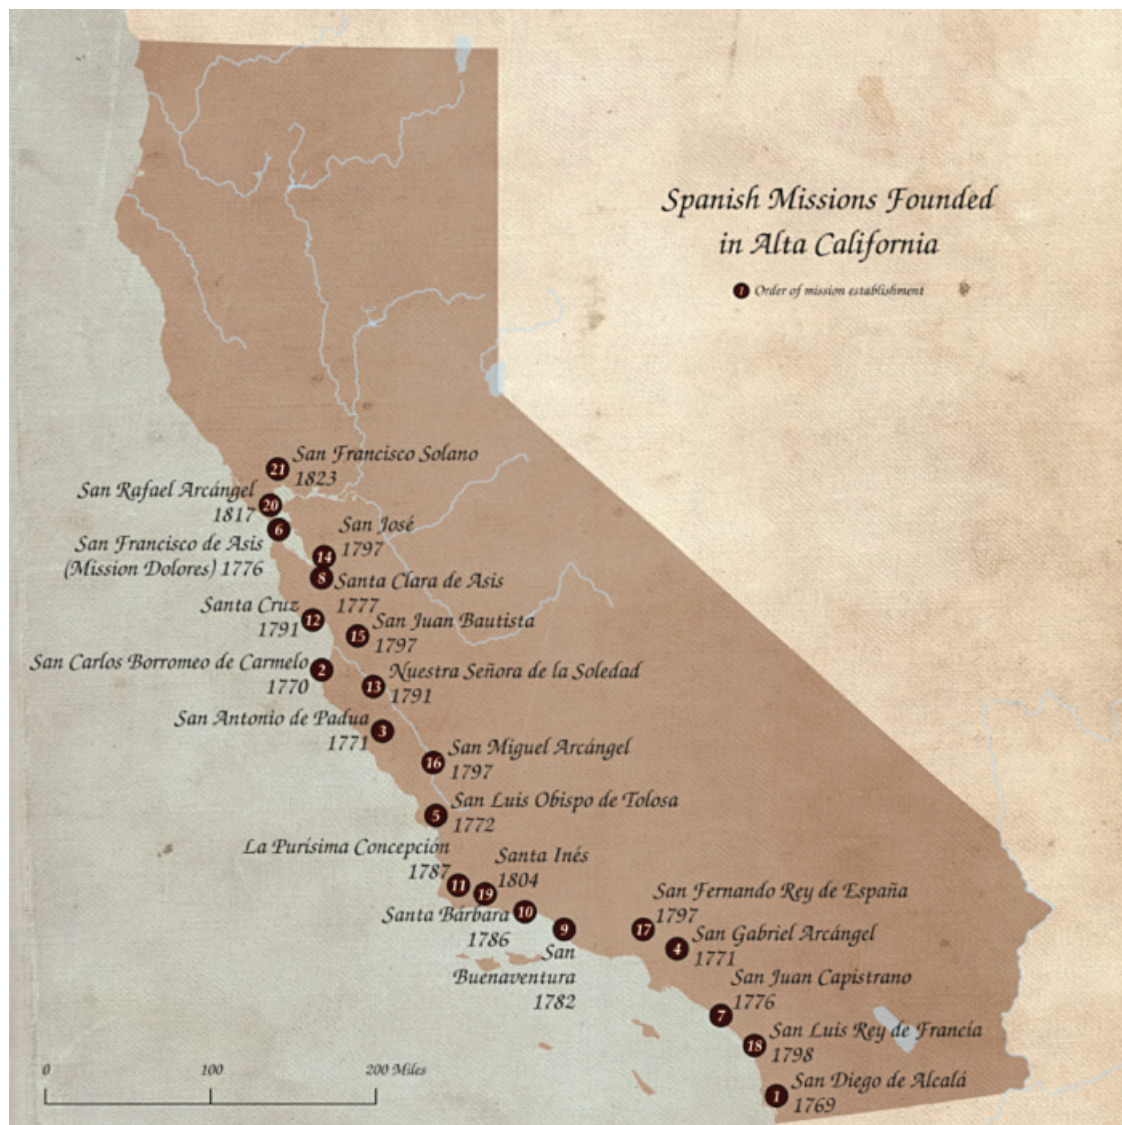 Spanish Missions Founded
in Alta California
1 Order of mission establishment
21 San Francisco Solano
1823
San Rafael Arcángel
1817 20
6
San Francisco de Asis
(Mission Dolores) 1776
San José
14 1797
8 Santa Clara de Asis
1777
Santa Cruz
1791 12
15 San Juan Bautista
1797
San Carlos Borromeo de Carmelo
1770 2
13 Nuestra Señora de la Soledad
1791
San Antonio de Padua
1771 3
16 San Miguel Arcángel
1797
5 San Luis Obispo de Tolosa
1772
La Purísima Concepción
1787 11
Santa Inés
1804
19
Santa Bárbara 10
1786
9
San
Buenaventura
1782
San Fernando Rey de España
17 1797
4 San Gabriel Arcángel
1771
San Juan Capistrano
1776
7
18 San Luis Rey de Francia
1798
1 San Diego de Alcalá
1769
0 100 200 Miles